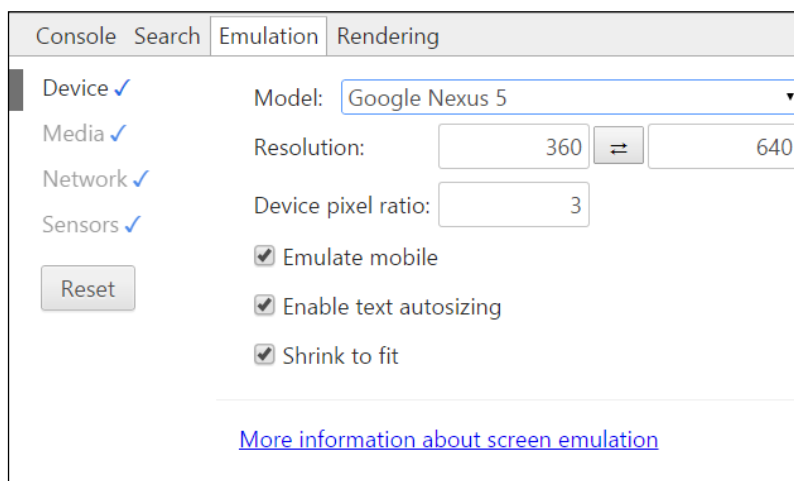 Console Search Emulation Rendering
Device ✓
Media ✓
Network ✓
Sensors ✓
Reset
Model: Google Nexus 5
Resolution: 360 ⇄ 640
Device pixel ratio: 3
Emulate mobile
Enable text autosizing
Shrink to fit
More information about screen emulation